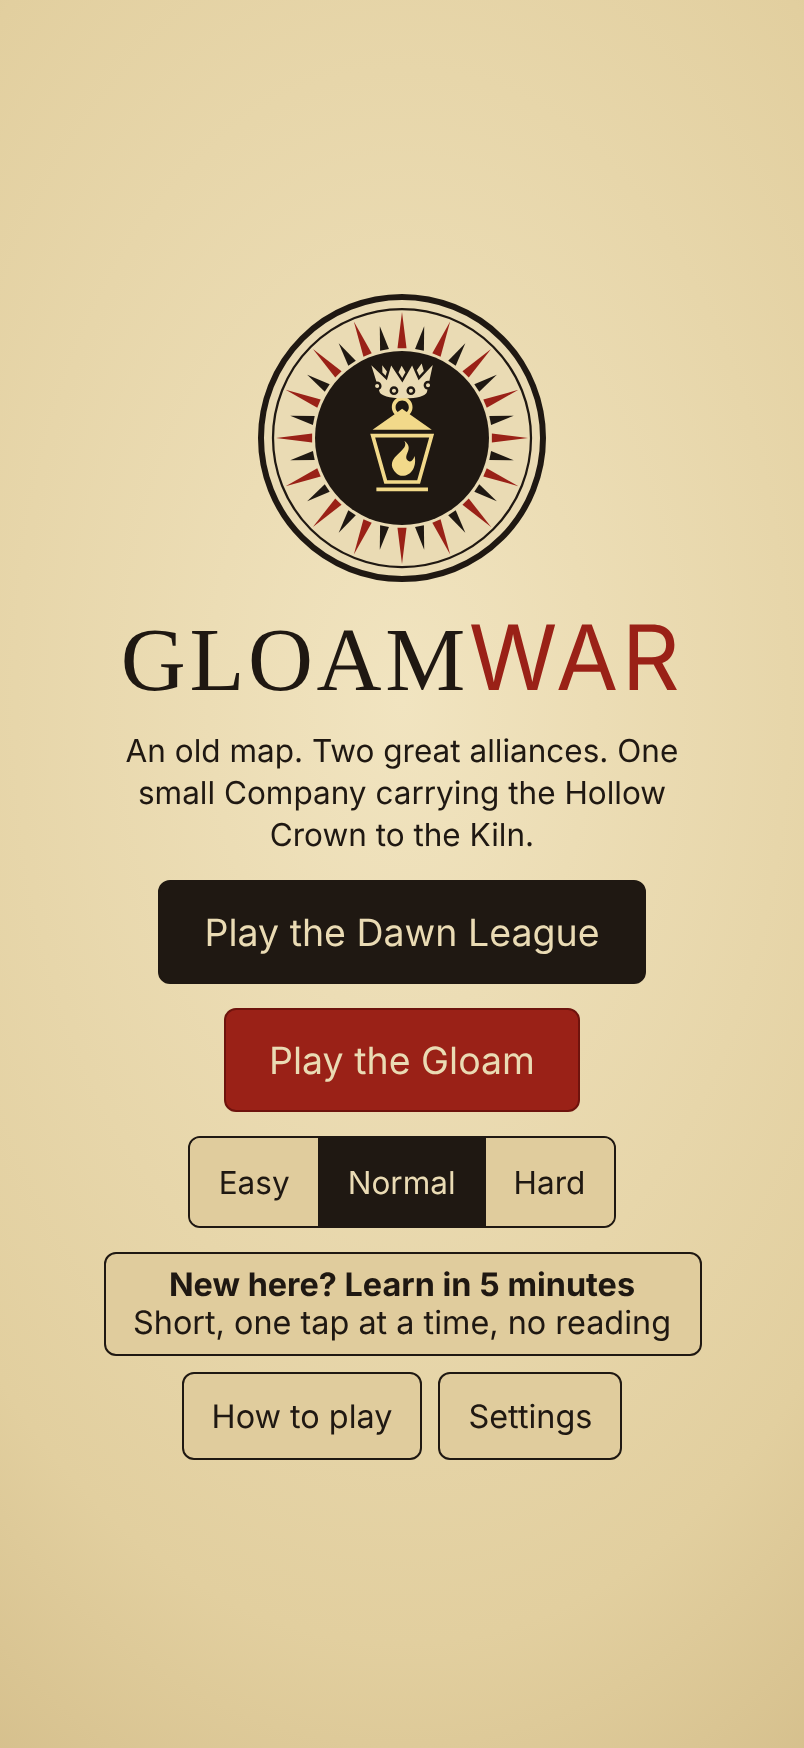 GLOAMWAR
An old map. Two great alliances. One
small Company carrying the Hollow
Crown to the Kiln.
Play the Dawn League
Play the Gloam
Easy Normal Hard
New here? Learn in 5 minutes
Short, one tap at a time, no reading
How to play Settings